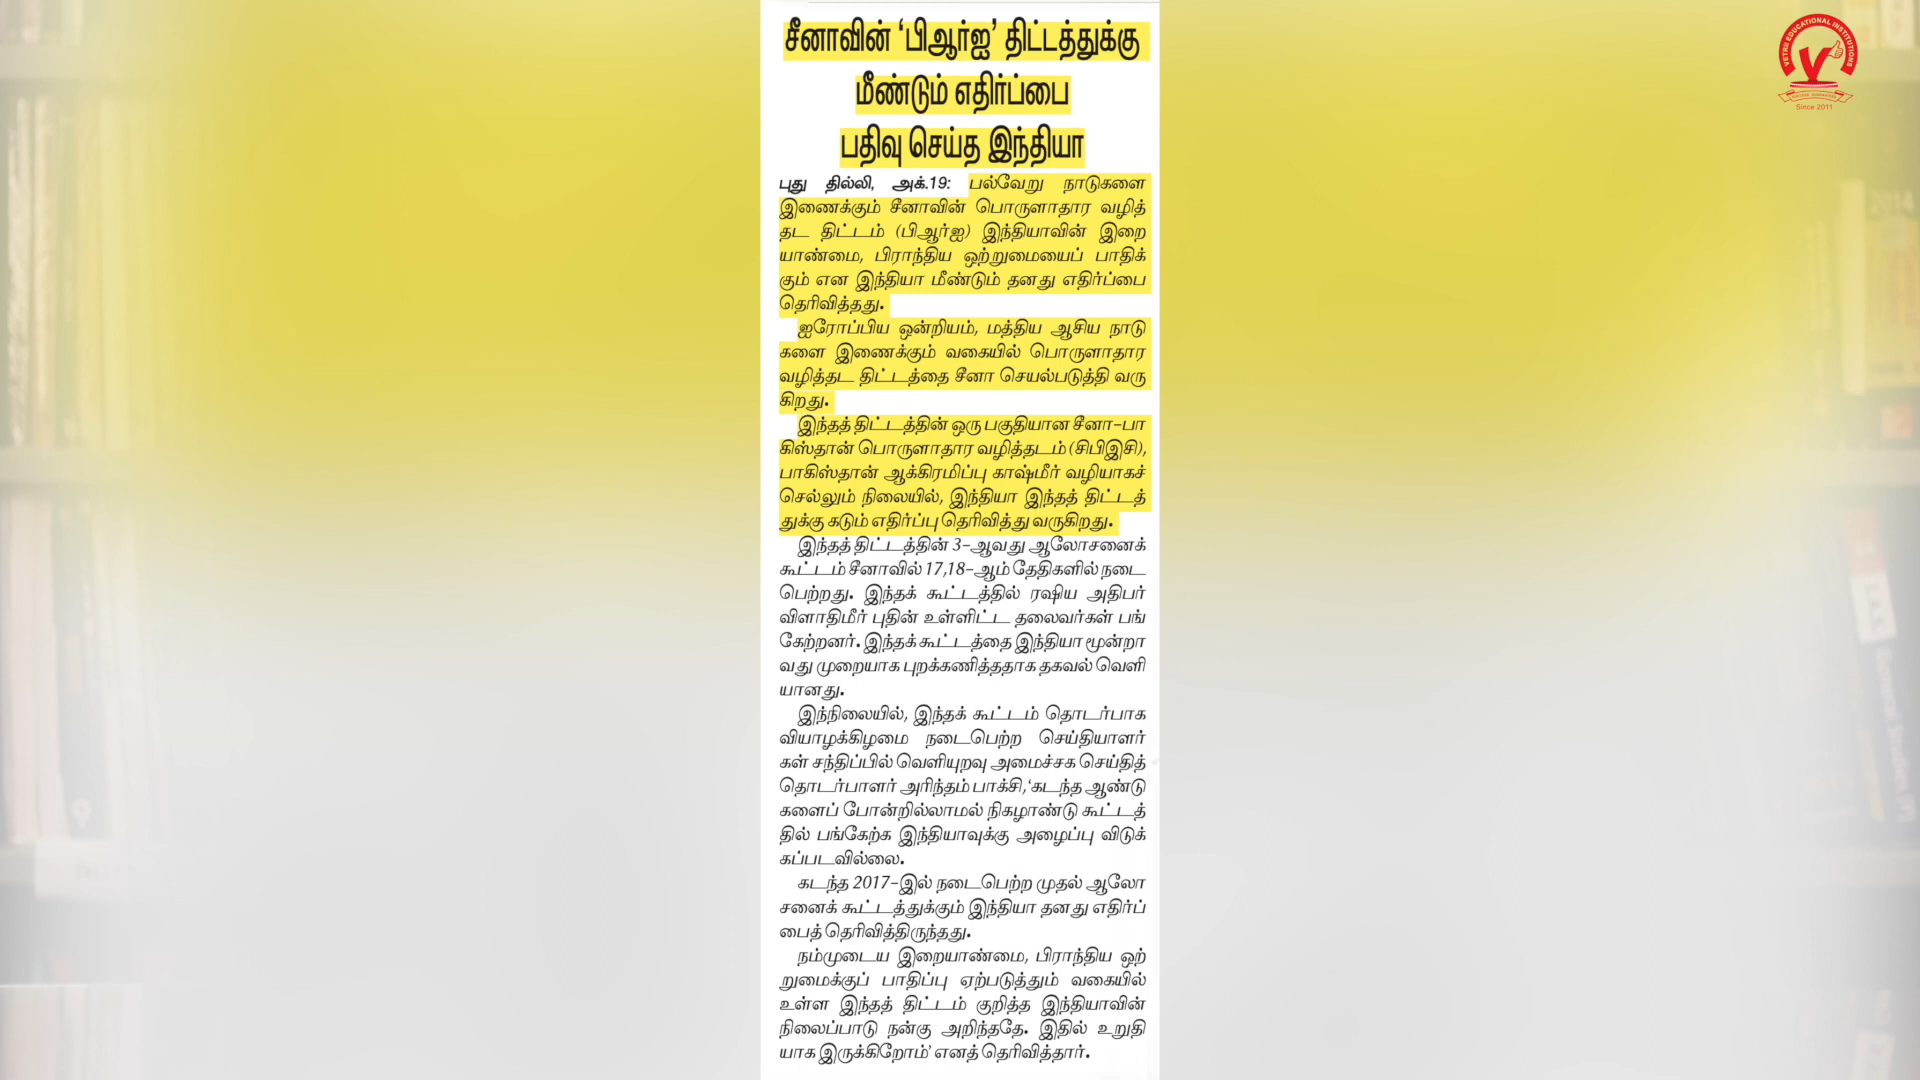 சீனாவின் ‘பிஆர்ஐ’ திட்டத்துக்கு
மீண்டும் எதிர்ப்பை
பதிவு செய்த இந்தியா
புது தில்லி, அக்.19: பல்வேறு நாடுகளை
இணைக்கும் சீனாவின் பொருளாதார வழித்
தட திட்டம் (பிஆர்ஐ) இந்தியாவின் இறை
யாண்மை, பிராந்திய ஒற்றுமையைப் பாதிக்
கும் என இந்தியா மீண்டும் தனது எதிர்ப்பை
தெரிவித்தது.
ஐரோப்பிய ஒன்றியம், மத்திய ஆசிய நாடு
களை இணைக்கும் வகையில் பொருளாதார
வழித்தட திட்டத்தை சீனா செயல்படுத்தி வரு
கிறது.
இந்தத் திட்டத்தின் ஒரு பகுதியான சீனா-பா
கிஸ்தான் பொருளாதார வழித்தடம் (சிபிஇசி),
பாகிஸ்தான் ஆக்கிரமிப்பு காஷ்மீர் வழியாகச்
செல்லும் நிலையில், இந்தியா இந்தத் திட்டத்
துக்கு கடும் எதிர்ப்பு தெரிவித்து வருகிறது.
இந்தத் திட்டத்தின் 3-ஆவது ஆலோசனைக்
கூட்டம் சீனாவில் 17,18-ஆம் தேதிகளில் நடை
பெற்றது. இந்தக் கூட்டத்தில் ரஷிய அதிபர்
விளாதிமீர் புதின் உள்ளிட்ட தலைவர்கள் பங்
கேற்றனர். இந்தக் கூட்டத்தை இந்தியா மூன்றா
வது முறையாக புறக்கணித்ததாக தகவல் வெளி
யானது.
இந்நிலையில், இந்தக் கூட்டம் தொடர்பாக
வியாழக்கிழமை நடைபெற்ற செய்தியாளர்
கள் சந்திப்பில் வெளியுறவு அமைச்சக செய்தித்
தொடர்பாளர் அரிந்தம் பாக்சி,‘கடந்த ஆண்டு
களைப் போன்றில்லாமல் நிகழாண்டு கூட்டத்
தில் பங்கேற்க இந்தியாவுக்கு அழைப்பு விடுக்
கப்படவில்லை.
கடந்த 2017-இல் நடைபெற்ற முதல் ஆலோ
சனைக் கூட்டத்துக்கும் இந்தியா தனது எதிர்ப்
பைத் தெரிவித்திருந்தது.
நம்முடைய இறையாண்மை, பிராந்திய ஒற்
றுமைக்குப் பாதிப்பு ஏற்படுத்தும் வகையில்
உள்ள இந்தத் திட்டம் குறித்த இந்தியாவின்
நிலைப்பாடு நன்கு அறிந்ததே. இதில் உறுதி
யாக இருக்கிறோம்’ எனத் தெரிவித்தார்.
VETRII EDUCATIONAL INSTITUTIONS
Since 2011